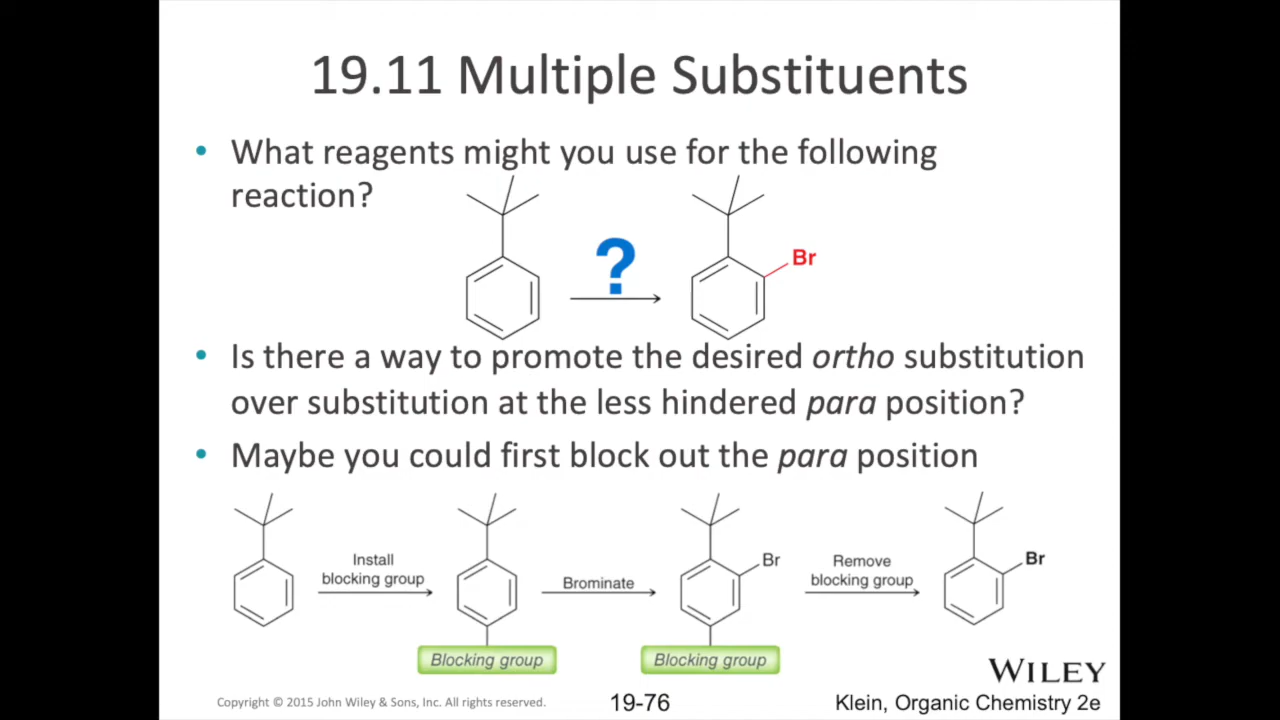 19.11 Multiple Substituents
• What reagents might you use for the following
reaction?
?
Br
• Is there a way to promote the desired ortho substitution
over substitution at the less hindered para position?
• Maybe you could first block out the para position
Install
blocking group
Brominate
Br
Remove
blocking group
Br
Blocking group
Blocking group
WILEY
Copyright © 2015 John Wiley & Sons, Inc. All rights reserved.
19-76
Klein, Organic Chemistry 2e